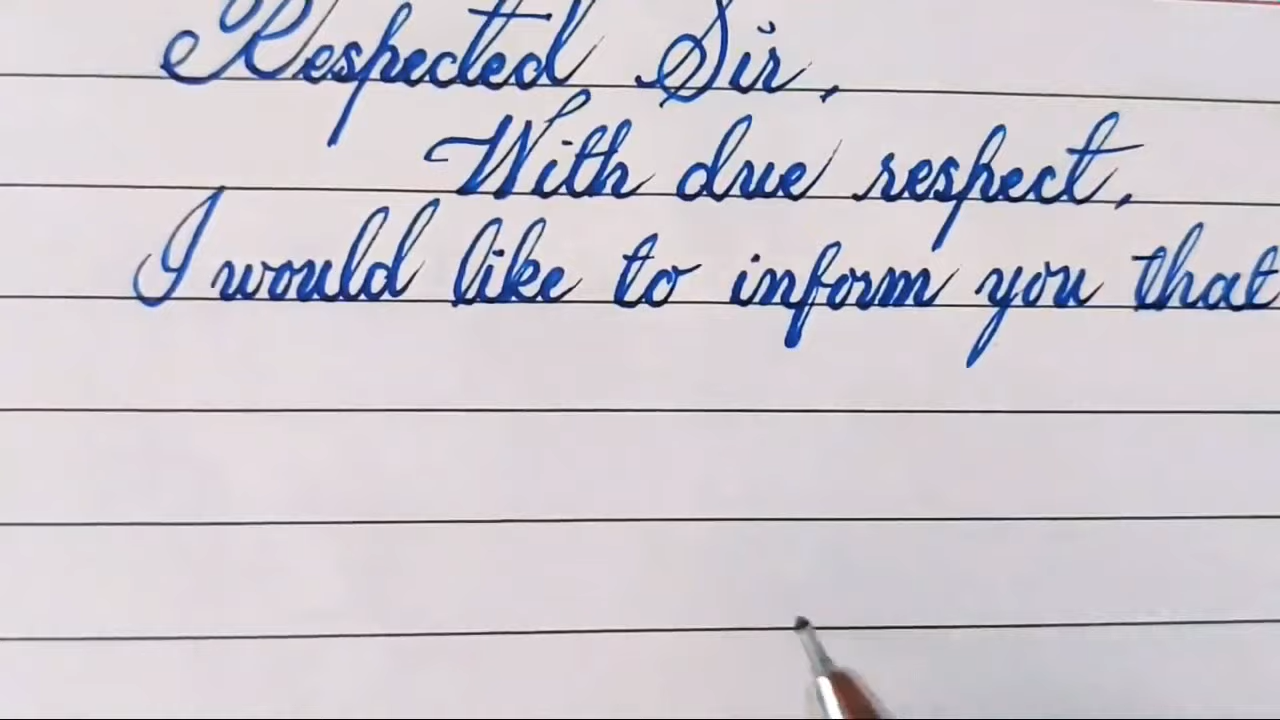 Respected Sir,
With due respect,
I would like to inform you that